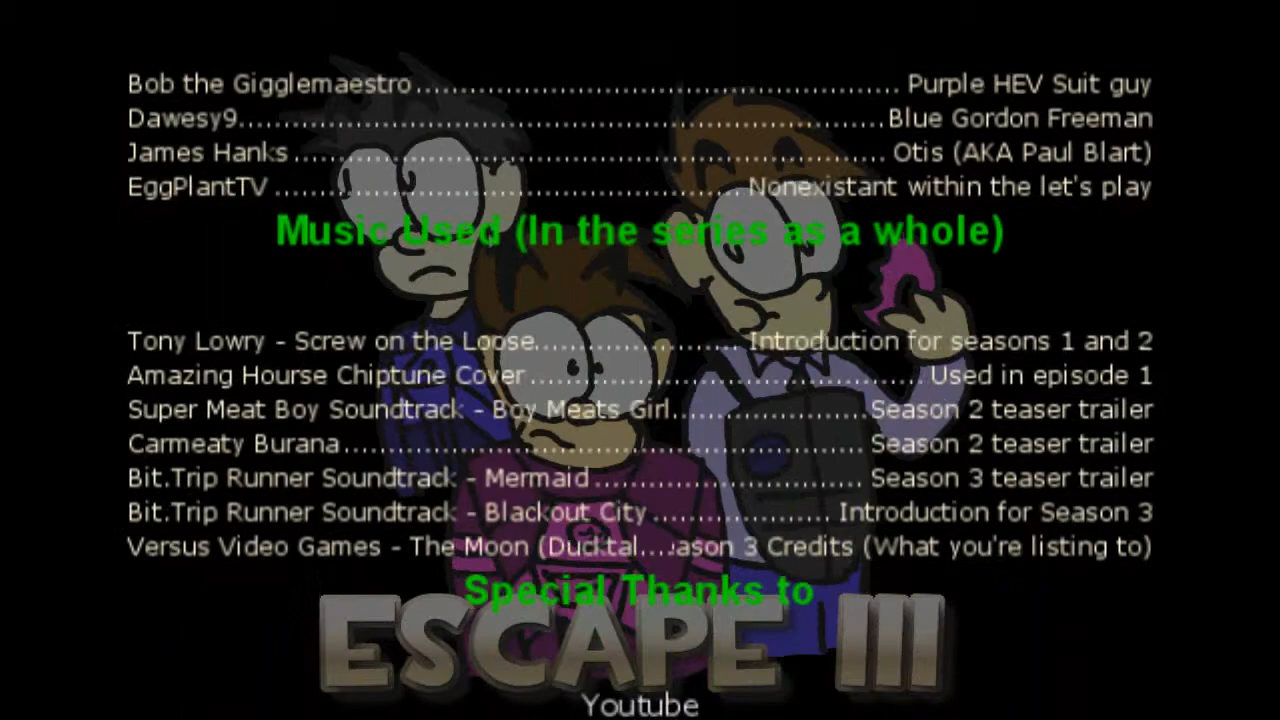 Bob the Gigglemaestro......................................................Purple HEV Suit guy
Dawesy9.........................................................................Blue Gordon Freeman
James Hanks..................................................................Otis (AKA Paul Blart)
EggPlantTV....................................................Nonexistant within the let's play
Music Used (In the series as a whole)
Tony Lowry - Screw on the Loose.......................Introduction for seasons 1 and 2
Amazing Hourse Chiptune Cover............................................Used in episode 1
Super Meat Boy Soundtrack - Boy Meats Girl.....................Season 2 teaser trailer
Carmeaty Burana...........................................................Season 2 teaser trailer
Bit.Trip Runner Soundtrack - Mermaid..............................Season 3 teaser trailer
Bit.Trip Runner Soundtrack - Blackout City....................Introduction for Season 3
Versus Video Games - The Moon (Ducktal....ason 3 Credits (What you're listing to)
Special Thanks to
ESCAPE III
Youtube